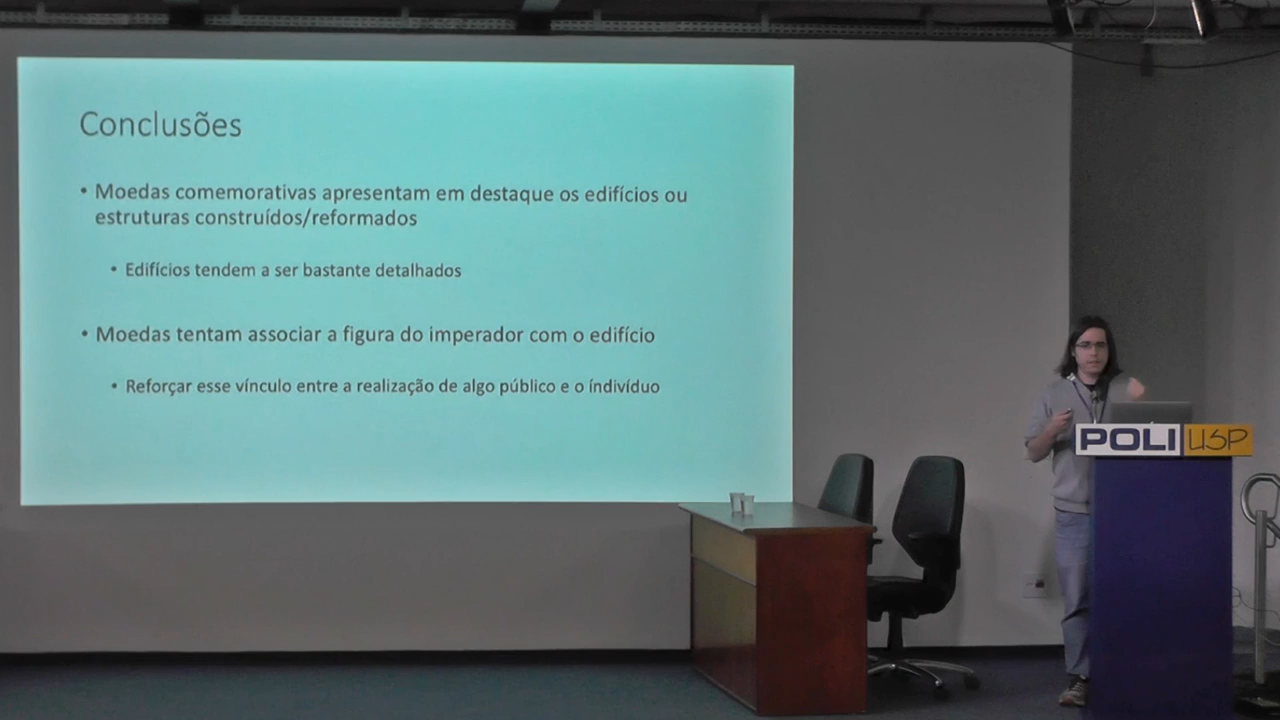 Conclusões
• Moedas comemorativas apresentam em destaque os edifícios ou
estruturas construídos/reformados
• Edifícios tendem a ser bastante detalhados
• Moedas tentam associar a figura do imperador com o edifício
• Reforçar esse vínculo entre a realização de algo público e o indivíduo
POLI USP